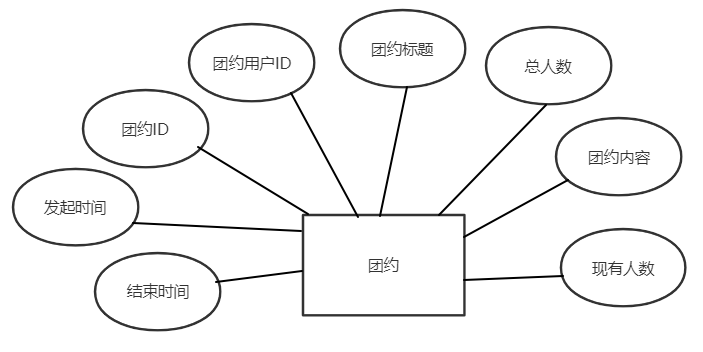 团约标题
团约用户ID
总人数
团约ID
团约内容
发起时间
团约
现有人数
结束时间